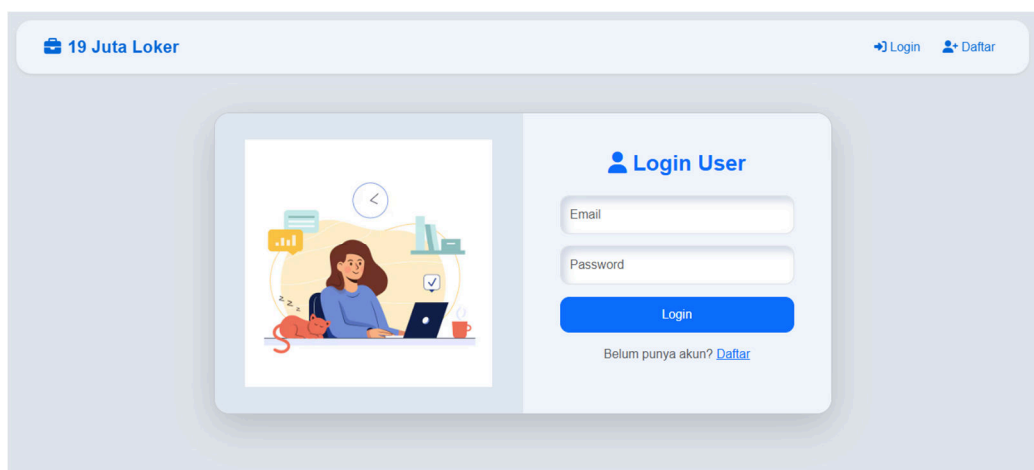 19 Juta Loker
Login
Daftar
Login User
Email
Password
Login
Belum punya akun? Daftar
z z z